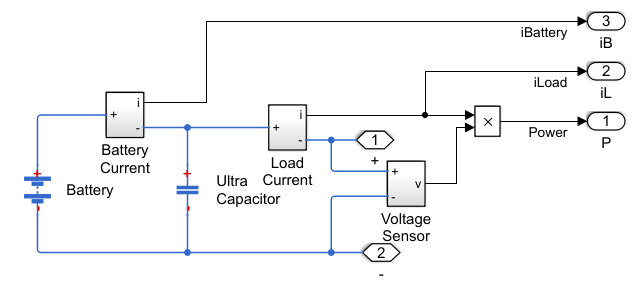 3
iBattery
iB
2
iLoad
iL
i
+
-
Battery
Current
i
+
-
Load
Current
×
1
Power
P
1
+
+
-
v
Voltage
Sensor
+
Battery
-
+
Ultra
Capacitor
-
2
-